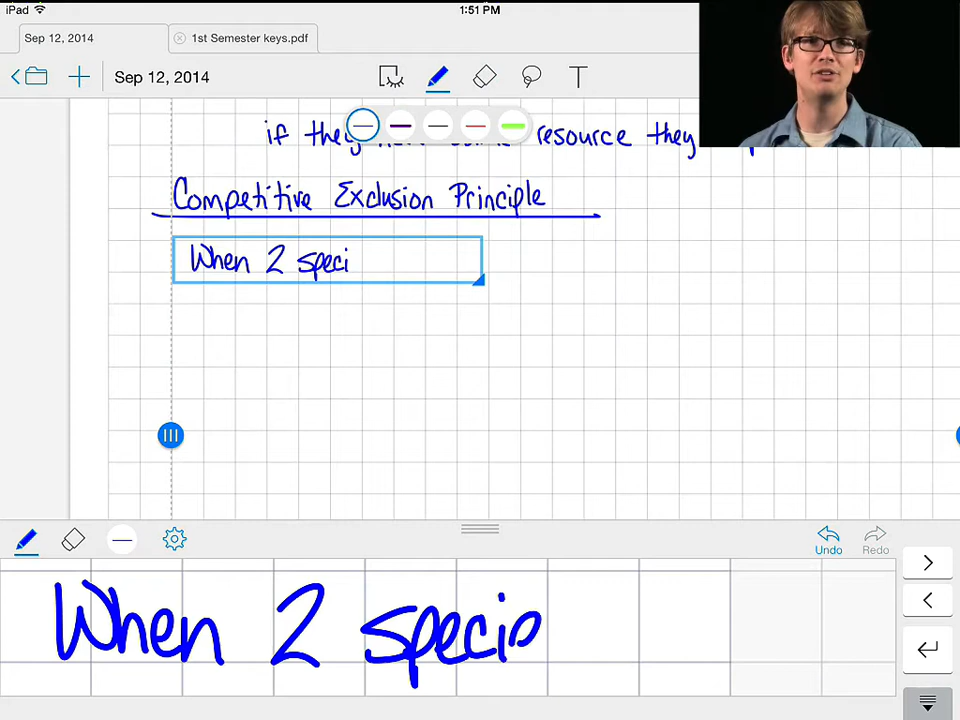 iPad 1:51 PM
Sep 12, 2014 1st Semester keys.pdf
Sep 12, 2014 T
if they resource they
Competitive Exclusion Principle
When 2 speci
Undo Redo
When 2 specie